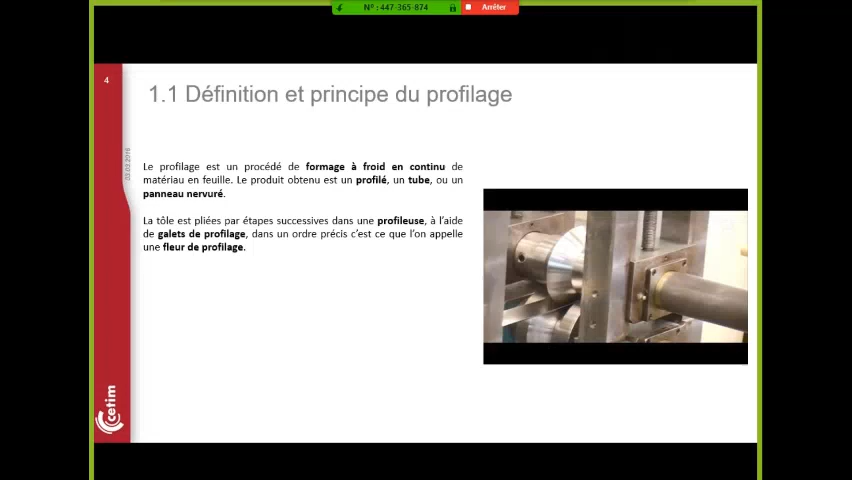 N° : 447-365-874
Arrêter
4
1.1 Définition et principe du profilage
Le profilage est un procédé de formage à froid en continu de
matériau en feuille. Le produit obtenu est un profilé, un tube, ou un
panneau nervuré.
La tôle est pliées par étapes successives dans une profileuse, à l'aide
de galets de profilage, dans un ordre précis c'est ce que l'on appelle
une fleur de profilage.
cetim